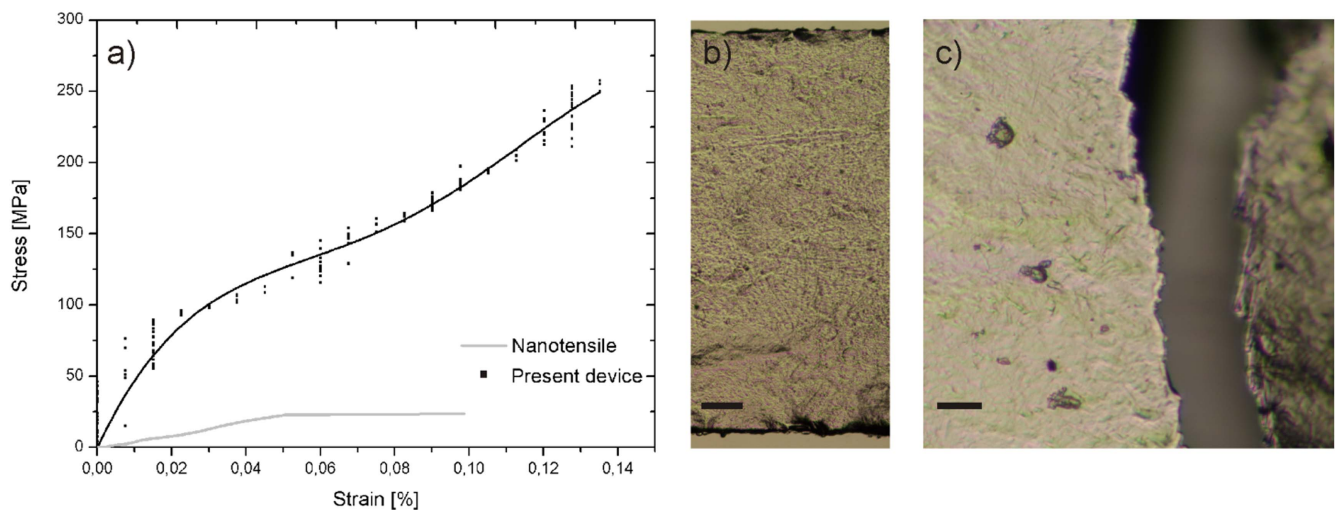 a)
300
250
200
150
100
50
0
Stress [MPa]
0,00 0,02 0,04 0,06 0,08 0,10 0,12 0,14
Strain [%]
Nanotensile
Present device
b)
c)